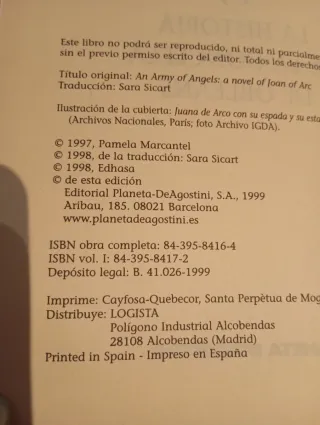 Este libro no podrá ser reproducido, ni total ni parcialme
sin el previo permiso escrito del editor. Todos los derechos
Título original: An Army of Angels: a novel of Joan of Arc
Traducción: Sara Sicart
Ilustración de la cubierta: Juana de Arco con su espada y su esta
(Archivos Nacionales, París; foto Archivo IGDA).
© 1997, Pamela Marcantel
© 1998, de la traducción: Sara Sicart
© 1998, Edhasa
© de esta edición
Editorial Planeta-DeAgostini, S.A., 1999
Aribau, 185. 08021 Barcelona
www.planetadeagostini.es
ISBN obra completa: 84-395-8416-4
ISBN vol. I: 84-395-8417-2
Depósito legal: B. 41.026-1999
Imprime: Cayfosa-Quebecor, Santa Perpètua de Mog
Distribuye: LOGISTA
Polígono Industrial Alcobendas
28108 Alcobendas (Madrid)
Printed in Spain - Impreso en España